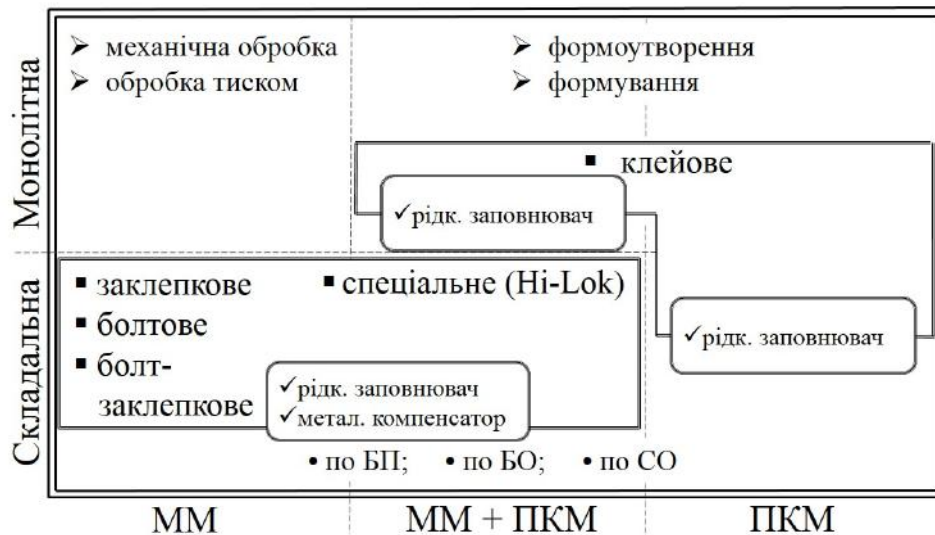 Монолітна
➢ механічна обробка
➢ обробка тиском
➢ формоутворення
➢ формування
▪ клейове
✓рідк. заповнювач
Складальна
▪ заклепкове
▪ болтове
▪ болт-
заклепкове
▪ спеціальне (Hi-Lok)
✓рідк. заповнювач
✓рідк. заповнювач
✓метал. компенсатор
• по БП; • по БО; • по СО
ММ ММ + ПКМ ПКМ